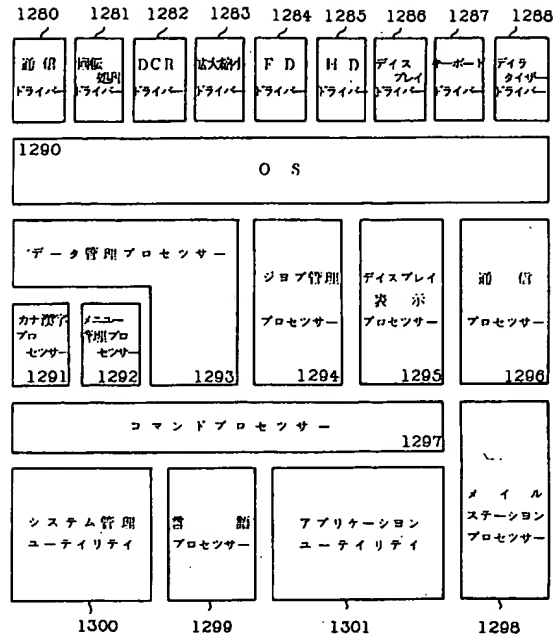 1280 1281 1282 1283 1284 1285 1286 1287 1288
通信
ドライバー
回転
処理
ドライバー
DCR
ドライバー
拡大縮小
ドライバー
FD
ドライバー
HD
ドライバー
ディス
プレイ
ドライバー
キーボード
ドライバー
ディジ
タイザー
ドライバー
1290
OS
データ管理プロセッサー
1293
カナ漢字
プロ
セッサー
1291
メニュー
管理プロ
セッサー
1292
ジョブ管理
プロセッサー
1294
ディスプレイ
表示
プロセッサー
1295
通信
プロセッサー
1296
コマンドプロセッサー
1297
システム管理
ユーティリティ
言語
プロセッサー
アプリケーション
ユーティリティ
メイル
ステーション
プロセッサー
1300 1299 1301 1298